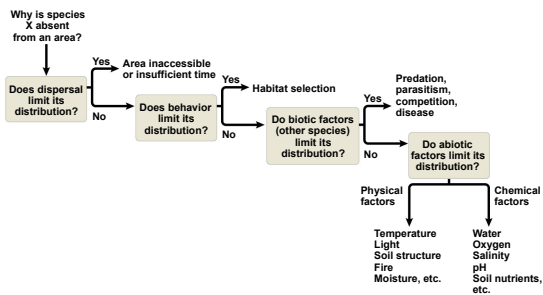 Why is species
X absent
from an area?
Does dispersal
limit its
distribution?
Yes
Area inaccessible
or insufficient time
No
Does behavior
limit its
distribution?
Yes
Habitat selection
No
Do biotic factors
(other species)
limit its
distribution?
Yes
Predation,
parasitism,
competition,
disease
No
Do abiotic
factors limit its
distribution?
Physical
factors
Chemical
factors
Temperature
Light
Soil structure
Fire
Moisture, etc.
Water
Oxygen
Salinity
pH
Soil nutrients,
etc.